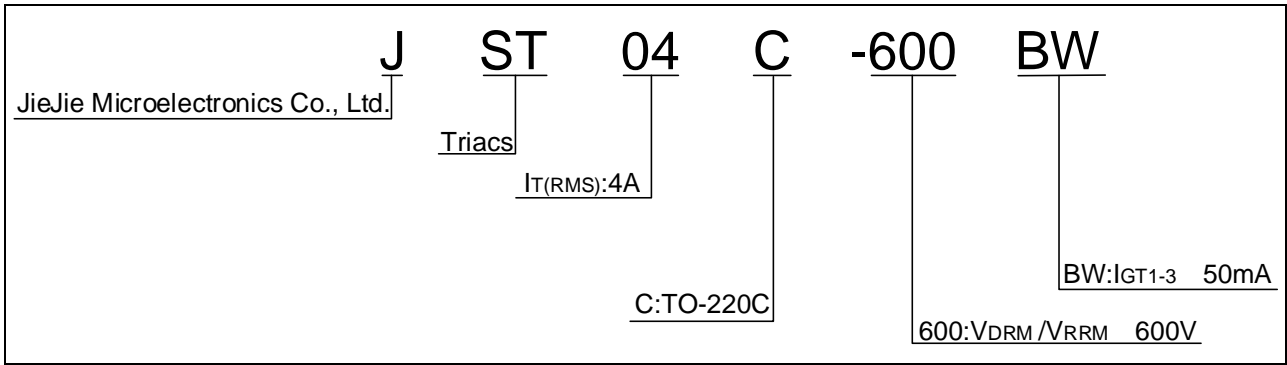 J ST 04 C -600 BW
JieJie Microelectronics Co., Ltd.
Triacs
IT(RMS):4A
BW:IGT1-3 50mA
C:TO-220C
600:VDRM /VRRM 600V